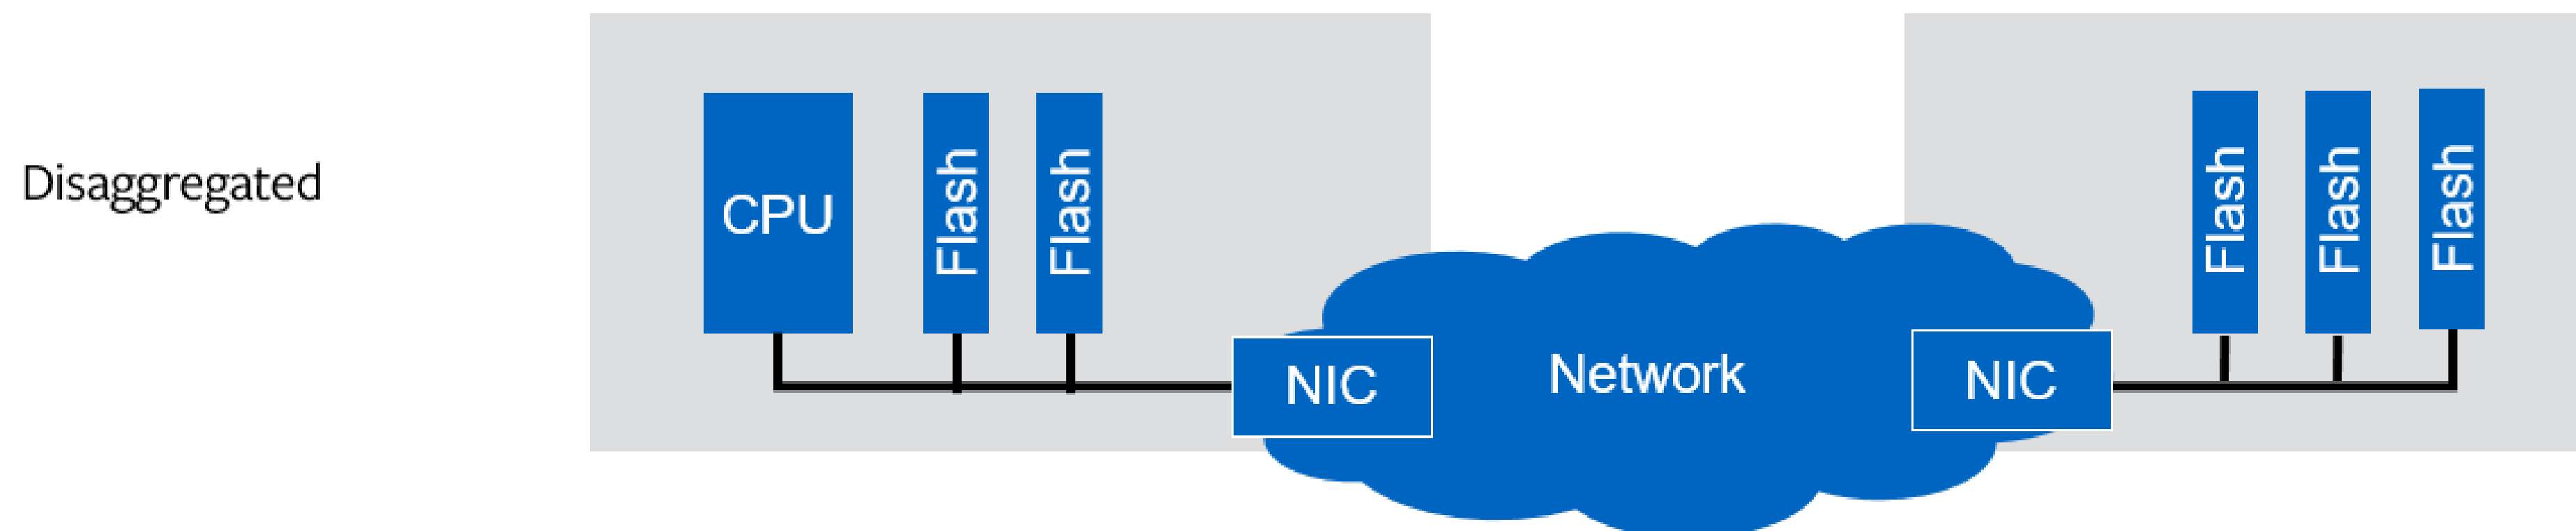 Disaggregated
CPU
Flash
Flash
NIC
Network
NIC
Flash
Flash
Flash